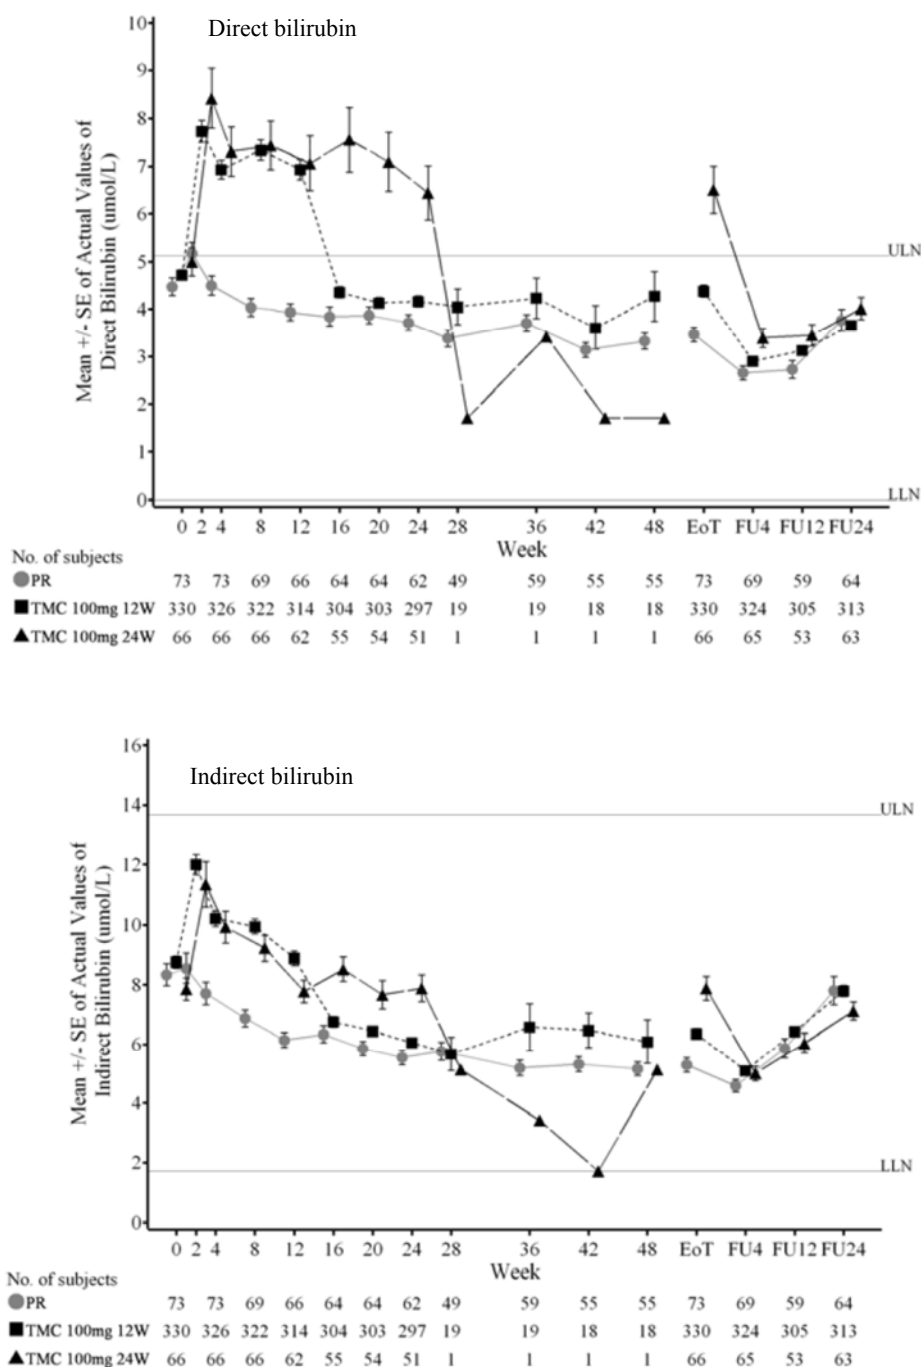 Direct bilirubin
10
9
8
7
6
5
4
3
2
1
0
Mean +/- SE of Actual Values of
Direct Bilirubin (umol/L)
ULN
LLN
0 2 4 8 12 16 20 24 28 36 42 48 EoT FU4 FU12 FU24
Week
No. of subjects
PR 73 73 69 66 64 64 62 49 59 55 55 73 69 59 64
TMC 100mg 12W 330 326 322 314 304 303 297 19 19 18 18 330 324 305 313
TMC 100mg 24W 66 66 66 62 55 54 51 1 1 1 1 66 65 53 63
Indirect bilirubin
16
14
12
10
8
6
4
2
0
Mean +/- SE of Actual Values of
Indirect Bilirubin (umol/L)
ULN
LLN
0 2 4 8 12 16 20 24 28 36 42 48 EoT FU4 FU12 FU24
Week
No. of subjects
PR 73 73 69 66 64 64 62 49 59 55 55 73 69 59 64
TMC 100mg 12W 330 326 322 314 304 303 297 19 19 18 18 330 324 305 313
TMC 100mg 24W 66 66 66 62 55 54 51 1 1 1 1 66 65 53 63